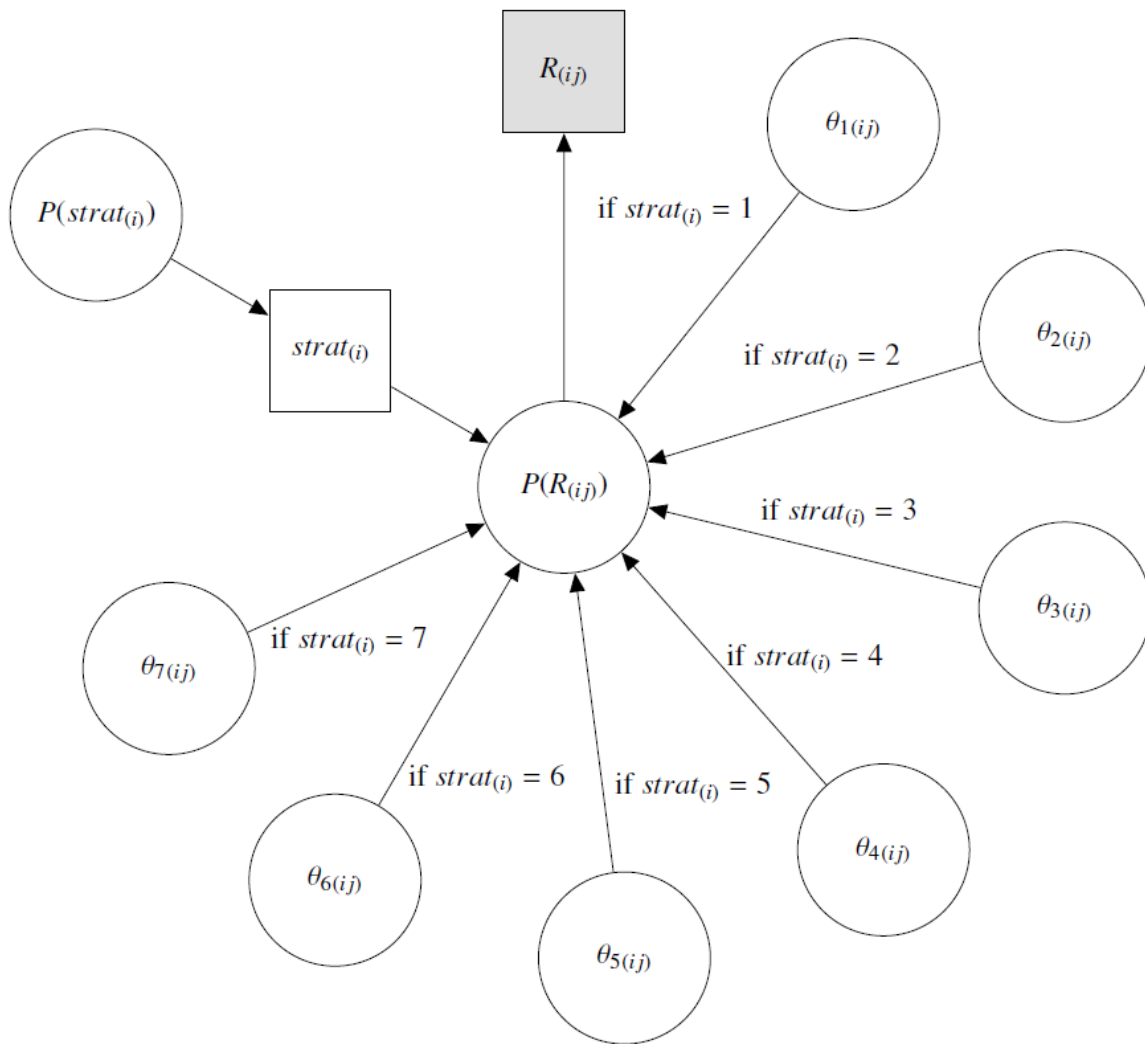 R(ij)
θ1(ij)
P(strat(i))
if strat(i) = 1
θ2(ij)
strat(i)
if strat(i) = 2
P(R(ij))
if strat(i) = 3
θ3(ij)
if strat(i) = 7
if strat(i) = 4
θ7(ij)
if strat(i) = 6
if strat(i) = 5
θ4(ij)
θ6(ij)
θ5(ij)